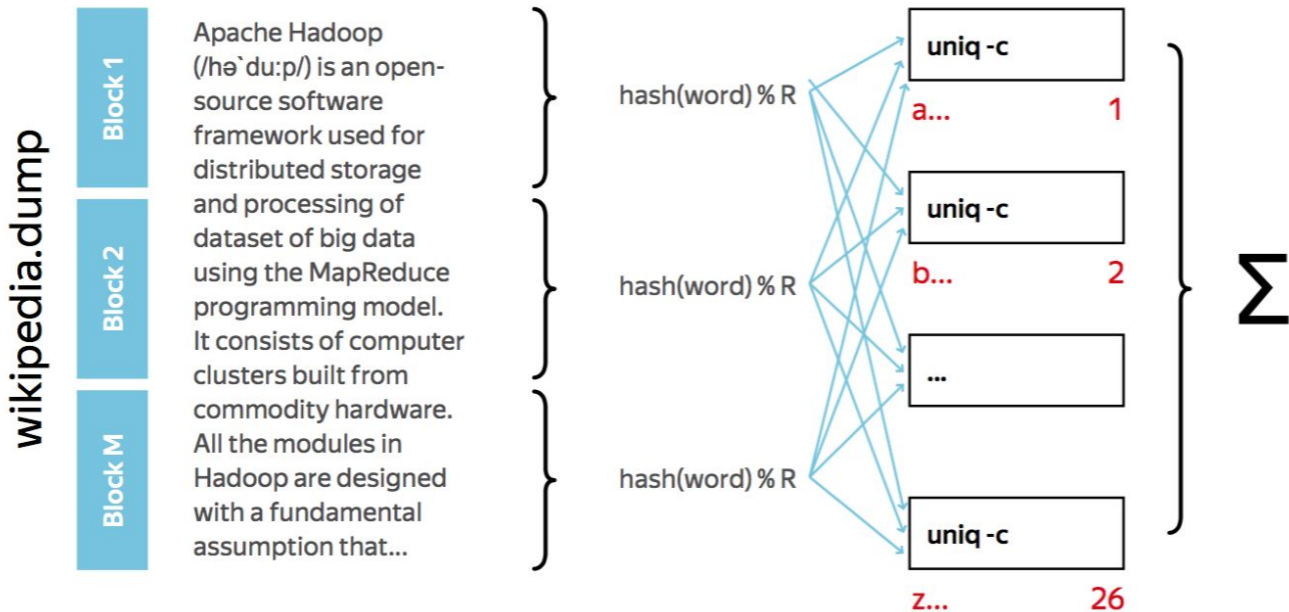 wikipedia.dump
Block 1
Block 2
Block M
Apache Hadoop
(/hə`du:p/) is an open-
source software
framework used for
distributed storage
and processing of
dataset of big data
using the MapReduce
programming model.
It consists of computer
clusters built from
commodity hardware.
All the modules in
Hadoop are designed
with a fundamental
assumption that...
hash(word) % R
hash(word) % R
hash(word) % R
uniq -c
a... 1
uniq -c
b... 2
...
uniq -c
z... 26
Σ